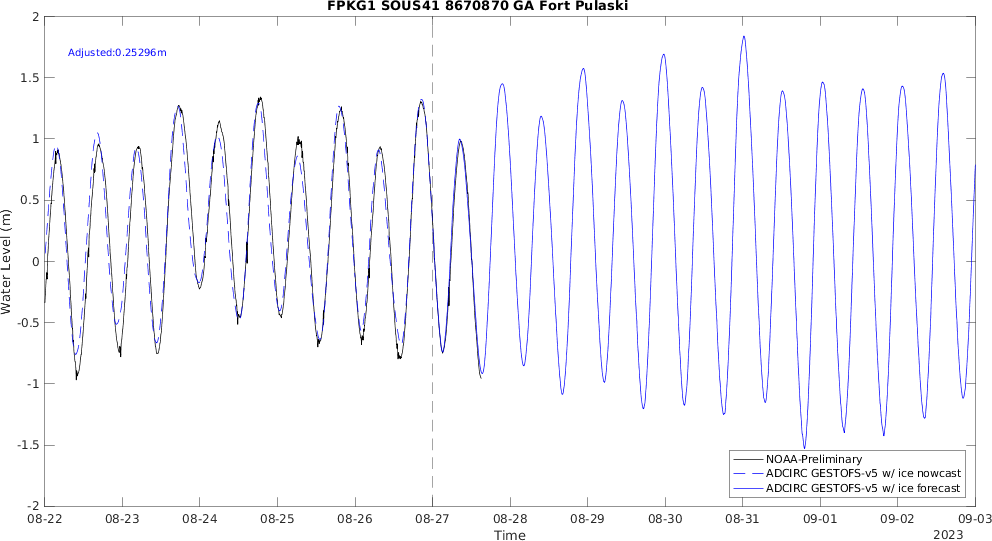 FPKG1 SOUS41 8670870 GA Fort Pulaski
Adjusted:0.25296m
Water Level (m)
2
1.5
1
0.5
0
-0.5
-1
-1.5
-2
NOAA-Preliminary
ADCIRC GESTOFS-v5 w/ ice nowcast
ADCIRC GESTOFS-v5 w/ ice forecast
08-22 08-23 08-24 08-25 08-26 08-27 08-28 08-29 08-30 08-31 09-01 09-02 09-03
Time
2023